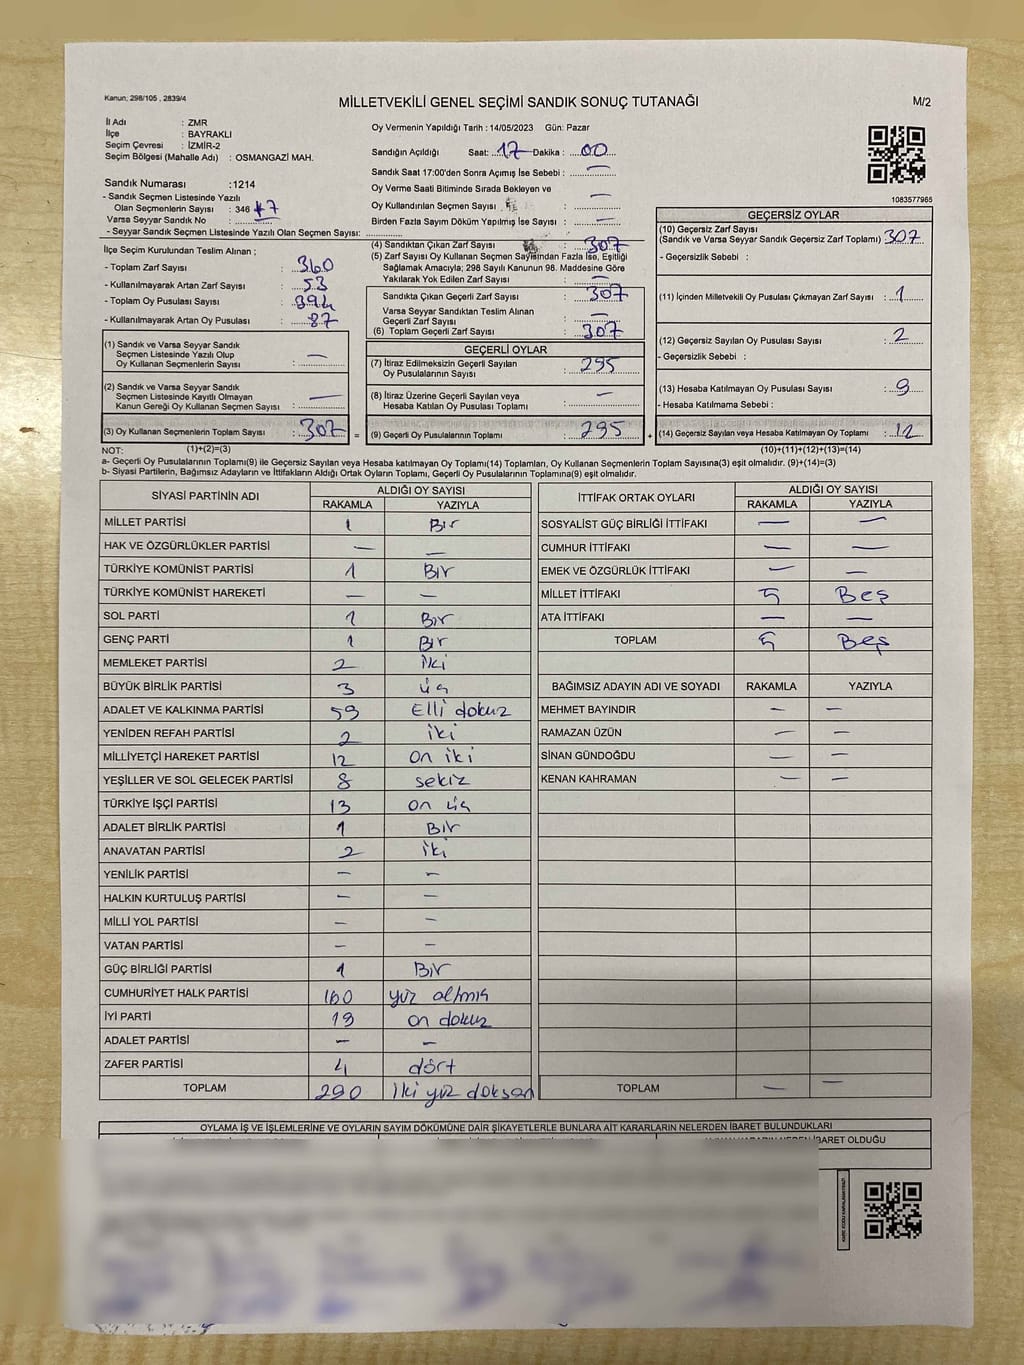 Kanun; 298/105 , 2839/4
MİLLETVEKİLİ GENEL SEÇİMİ SANDIK SONUÇ TUTANAĞI
M/2
İl Adı : ZMR
İlçe : BAYRAKLI
Seçim Çevresi : İZMİR-2
Seçim Bölgesi (Mahalle Adı) : OSMANGAZİ MAH.
Sandık Numarası :1214
- Sandık Seçmen Listesinde Yazılı
Olan Seçmenlerin Sayısı : 346 +7
Varsa Seyyar Sandık No —
- Seyyar Sandık Seçmen Listesinde Yazılı Olan Seçmen Sayısı:
Oy Vermenin Yapıldığı Tarih : 14/05/2023 Gün: Pazar
Sandığın Açıldığı Saat: 17 Dakika : 00
Sandık Saat 17:00'den Sonra Açımış İse Sebebi : —
Oy Verme Saati Bitiminde Sırada Bekleyen ve —
Oy Kullandırılan Seçmen Sayısı
Birden Fazla Sayım Döküm Yapılmış İse Sayısı : —
1083577965
İlçe Seçim Kurulundan Teslim Alınan ;
- Toplam Zarf Sayısı : 360
- Kullanılmayarak Artan Zarf Sayısı : 53
- Toplam Oy Pusulası Sayısı : 394
- Kullanılmayarak Artan Oy Pusulası : 87
(1) Sandık ve Varsa Seyyar Sandık
Seçmen Listesinde Yazılı Olup
Oy Kullanan Seçmenlerin Sayısı : —
(2) Sandık ve Varsa Seyyar Sandık
Seçmen Listesinde Kayıtlı Olmayan
Kanun Gereği Oy Kullanan Seçmen Sayısı : —
(3) Oy Kullanan Seçmenlerin Toplam Sayısı : 307 =
(1)+(2)=(3)
(4) Sandıktan Çıkan Zarf Sayısı : 307
(5) Zarf Sayısı Oy Kullanan Seçmen Sayısından Fazla İse, Eşitliği
Sağlamak Amacıyla; 298 Sayılı Kanunun 98. Maddesine Göre
Yakılarak Yok Edilen Zarf Sayısı : —
Sandıkta Çıkan Geçerli Zarf Sayısı : 307
Varsa Seyyar Sandıktan Teslim Alınan
Geçerli Zarf Sayısı : —
(6) Toplam Geçerli Zarf Sayısı : 307
GEÇERLİ OYLAR
(7) İtiraz Edilmeksizin Geçerli Sayılan
Oy Pusulalarının Sayısı : 295
(8) İtiraz Üzerine Geçerli Sayılan veya
Hesaba Katılan Oy Pusulası Toplamı : —
(9) Geçerli Oy Pusulalarının Toplamı : 295 +
GEÇERSİZ OYLAR
(10) Geçersiz Zarf Sayısı
(Sandık ve Varsa Seyyar Sandık Geçersiz Zarf Toplamı) : 307
- Geçersizlik Sebebi :
(11) İçinden Milletvekil Oy Pusulası Çıkmayan Zarf Sayısı : 1
(12) Geçersiz Sayılan Oy Pusulası Sayısı : 2
- Geçersizlik Sebebi :
(13) Hesaba Katılmayan Oy Pusulası Sayısı : 9
- Hesaba Katılmama Sebebi :
(14) Geçersiz Sayılan veya Hesaba Katılmayan Oy Toplamı : 12
(10)+(11)+(12)+(13)=(14)
NOT:
a- Geçerli Oy Pusulalarının Toplamı(9) ile Geçersiz Sayılan veya Hesaba katılmayan Oy Toplamı(14) Toplamları, Oy Kullanan Seçmenlerin Toplam Sayısına(3) eşit olmalıdır. (9)+(14)=(3)
b- Siyasi Partilerin, Bağımsız Adayların ve İttifakların Aldığı Ortak Oyların Toplamı, Geçerli Oy Pusulalarının Toplamına(9) eşit olmalıdır.
SİYASİ PARTİNİN ADI ALDIĞI OY SAYISI
RAKAMLA YAZIYLA
MİLLET PARTİSİ 1 Bir
HAK VE ÖZGÜRLÜKLER PARTİSİ — —
TÜRKİYE KOMÜNİST PARTİSİ 1 Bir
TÜRKİYE KOMÜNİST HAREKETİ — —
SOL PARTİ 1 Bir
GENÇ PARTİ 1 Bir
MEMLEKET PARTİSİ 2 iki
BÜYÜK BİRLİK PARTİSİ 3 üç
ADALET VE KALKINMA PARTİSİ 59 Elli dokuz
YENİDEN REFAH PARTİSİ 2 iki
MİLLİYETÇİ HAREKET PARTİSİ 12 on iki
YEŞİLLER VE SOL GELECEK PARTİSİ 8 sekiz
TÜRKİYE İŞÇİ PARTİSİ 13 on üç
ADALET BİRLİK PARTİSİ 1 Bir
ANAVATAN PARTİSİ 2 iki
YENİLİK PARTİSİ — —
HALKIN KURTULUŞ PARTİSİ — —
MİLLİ YOL PARTİSİ — —
VATAN PARTİSİ — —
GÜÇ BİRLİĞİ PARTİSİ 1 Bir
CUMHURİYET HALK PARTİSİ 160 yüz altmış
İYİ PARTİ 19 on dokuz
ADALET PARTİSİ — —
ZAFER PARTİSİ 4 dört
TOPLAM 290 iki yüz doksan
İTTİFAK ORTAK OYLARI ALDIĞI OY SAYISI
RAKAMLA YAZIYLA
SOSYALİST GÜÇ BİRLİĞİ İTTİFAKI — —
CUMHUR İTTİFAKI — —
EMEK VE ÖZGÜRLÜK İTTİFAKI — —
MİLLET İTTİFAKI 5 Beş
ATA İTTİFAKI — —
TOPLAM 5 Beş
BAĞIMSIZ ADAYIN ADI VE SOYADI RAKAMLA YAZIYLA
MEHMET BAYINDIR — —
RAMAZAN ÜZÜN — —
SİNAN GÜNDOĞDU — —
KENAN KAHRAMAN — —
TOPLAM — —
OYLAMA İŞ VE İŞLEMLERİNE VE OYLARIN SAYIM DÖKÜMÜNE DAİR ŞİKAYETLERLE BUNLARA AİT KARARLARIN NELERDEN İBARET BULUNDUKLARI
İBARET OLDUĞU